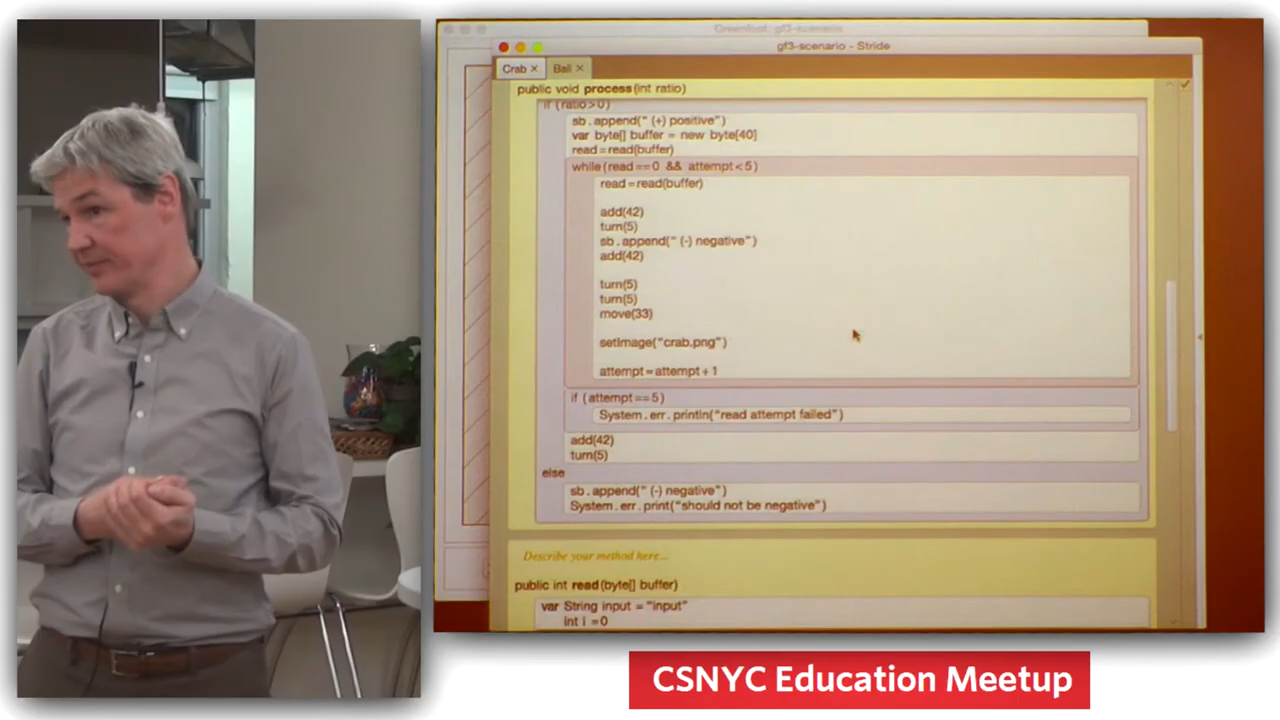 Greenfoot: gf3-scenario
gf3-scenario - Stride
Crab Ball
public void process(int ratio)
if (ratio>0)
sb.append(" (+) positive")
var byte[] buffer = new byte[40]
read=read(buffer)
while(read==0 && attempt<5)
read=read(buffer)
add(42)
turn(5)
sb.append(" (-) negative")
add(42)
turn(5)
turn(5)
move(33)
setImage("crab.png")
attempt=attempt+1
if (attempt==5)
System.err.println("read attempt failed")
add(42)
turn(5)
else
sb.append(" (-) negative")
System.err.print("should not be negative")
Describe your method here...
public int read(byte[] buffer)
var String input = "input"
int i =0
CSNYC Education Meetup